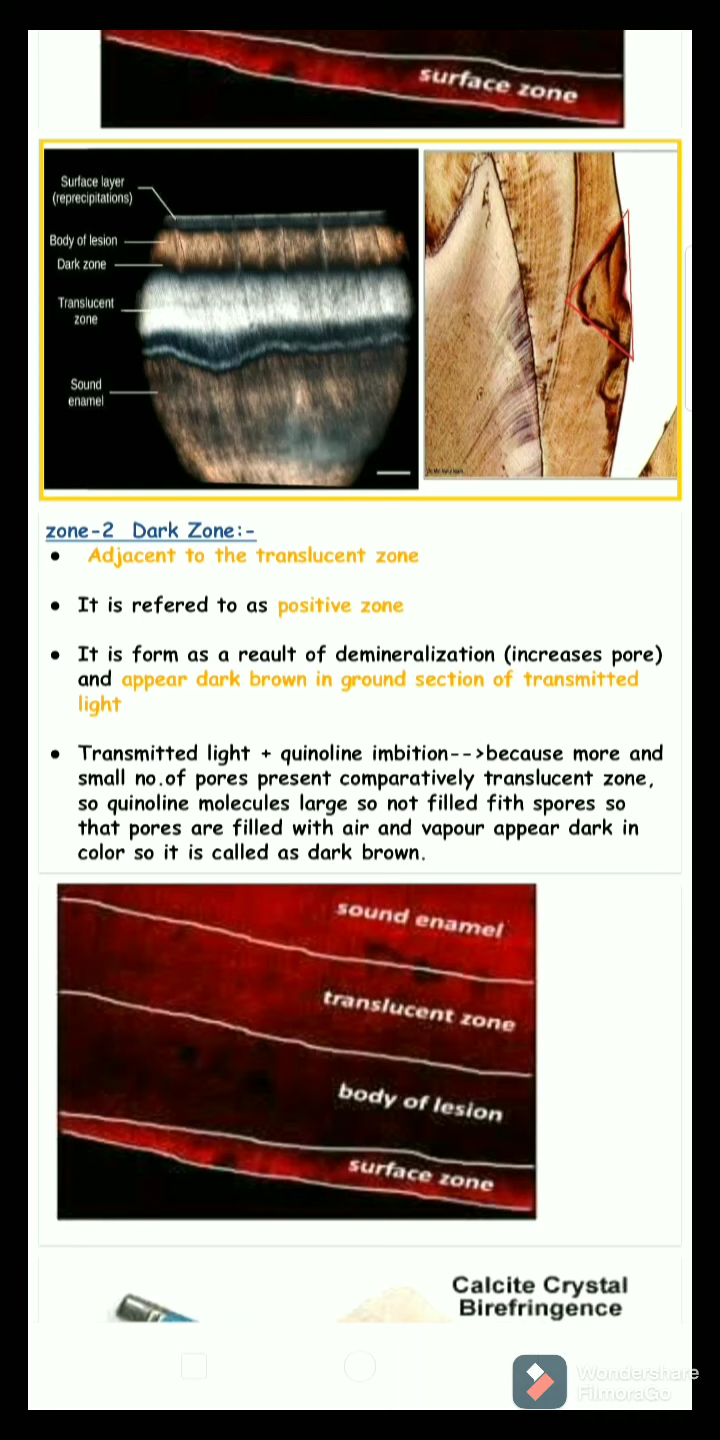 surface zone
Surface layer
(reprecipitations)
Body of lesion
Dark zone
Translucent
zone
Sound
enamel
zone-2 Dark Zone:-
● Adjacent to the translucent zone
● It is refered to as positive zone
● It is form as a reault of demineralization (increases pore)
and appear dark brown in ground section of transmitted
light
● Transmitted light + quinoline imbition-->because more and
small no.of pores present comparatively translucent zone,
so quinoline molecules large so not filled fith spores so
that pores are filled with air and vapour appear dark in
color so it is called as dark brown.
sound enamel
translucent zone
body of lesion
surface zone
Calcite Crystal
Birefringence
Wondershare
FilmoraGo